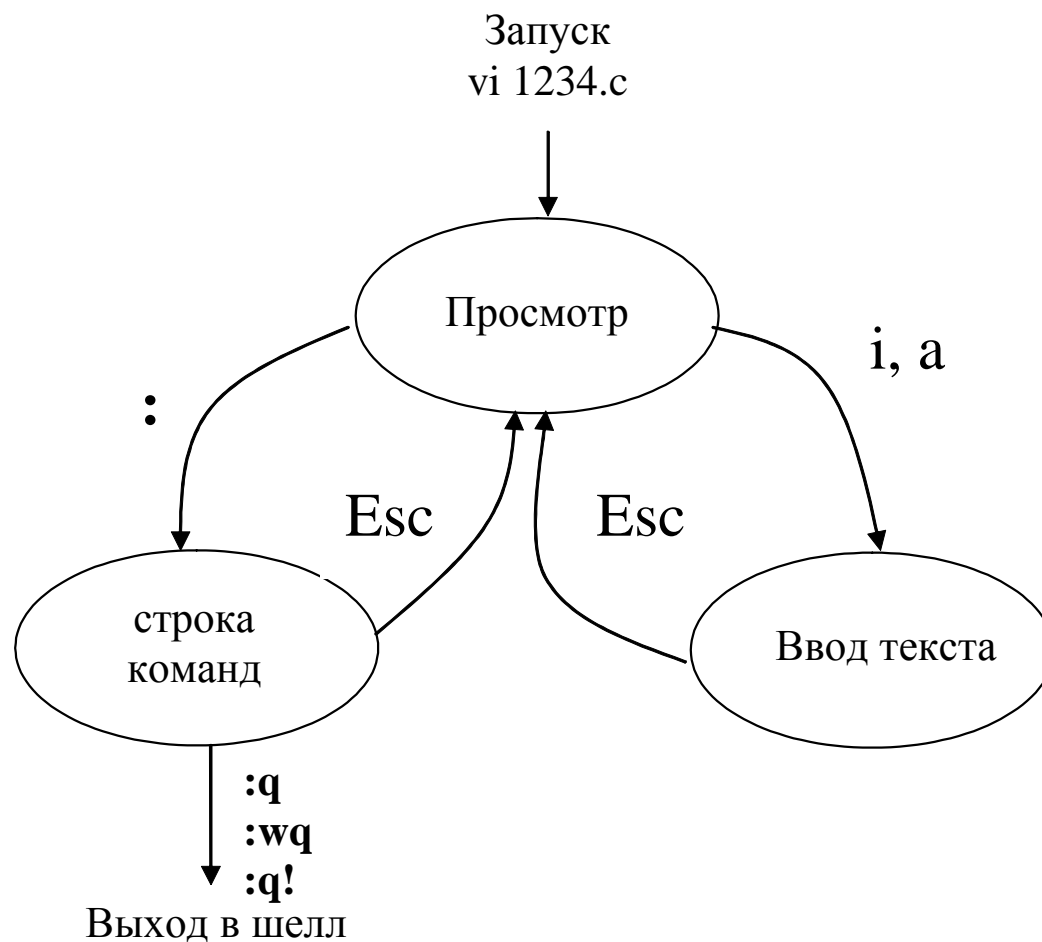 Запуск
vi 1234.c
Просмотр
i, a
:
Esc
Esc
строка
команд
Ввод текста
:q
:wq
:q!
Выход в шелл